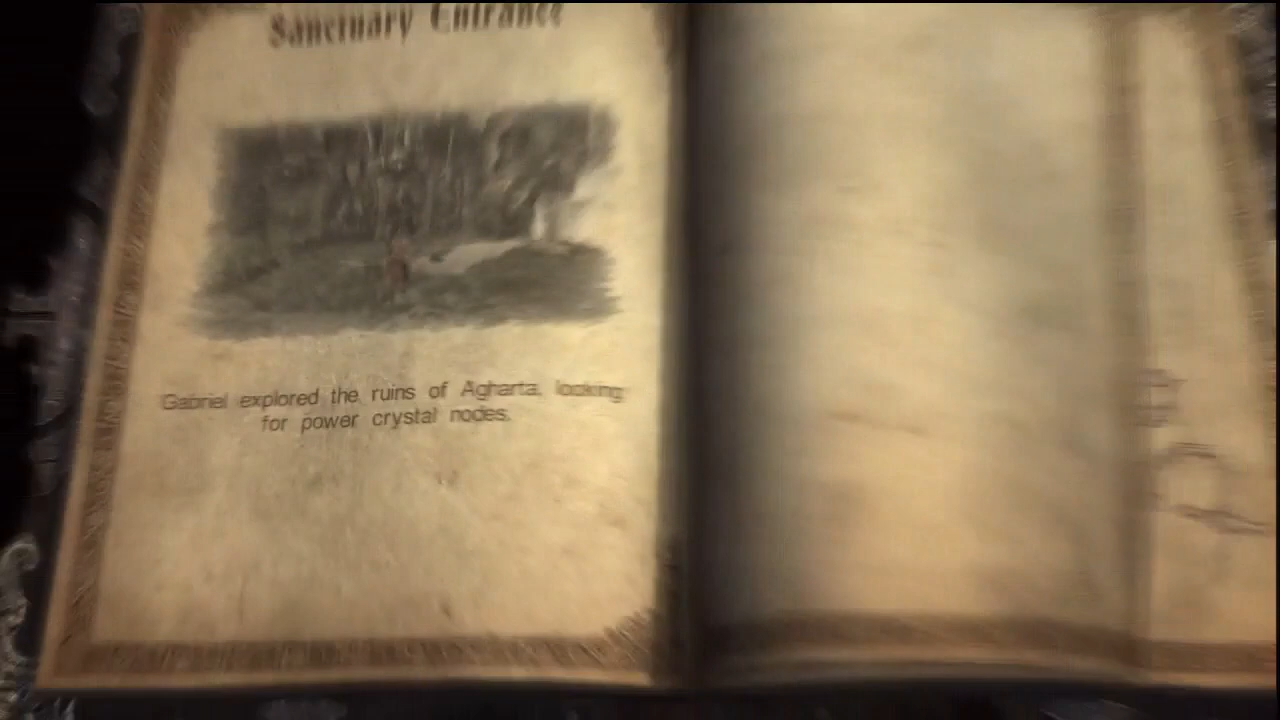 Sanctuary Entrance
Gabriel explored the ruins of Agharta, looking
for power crystal nodes.